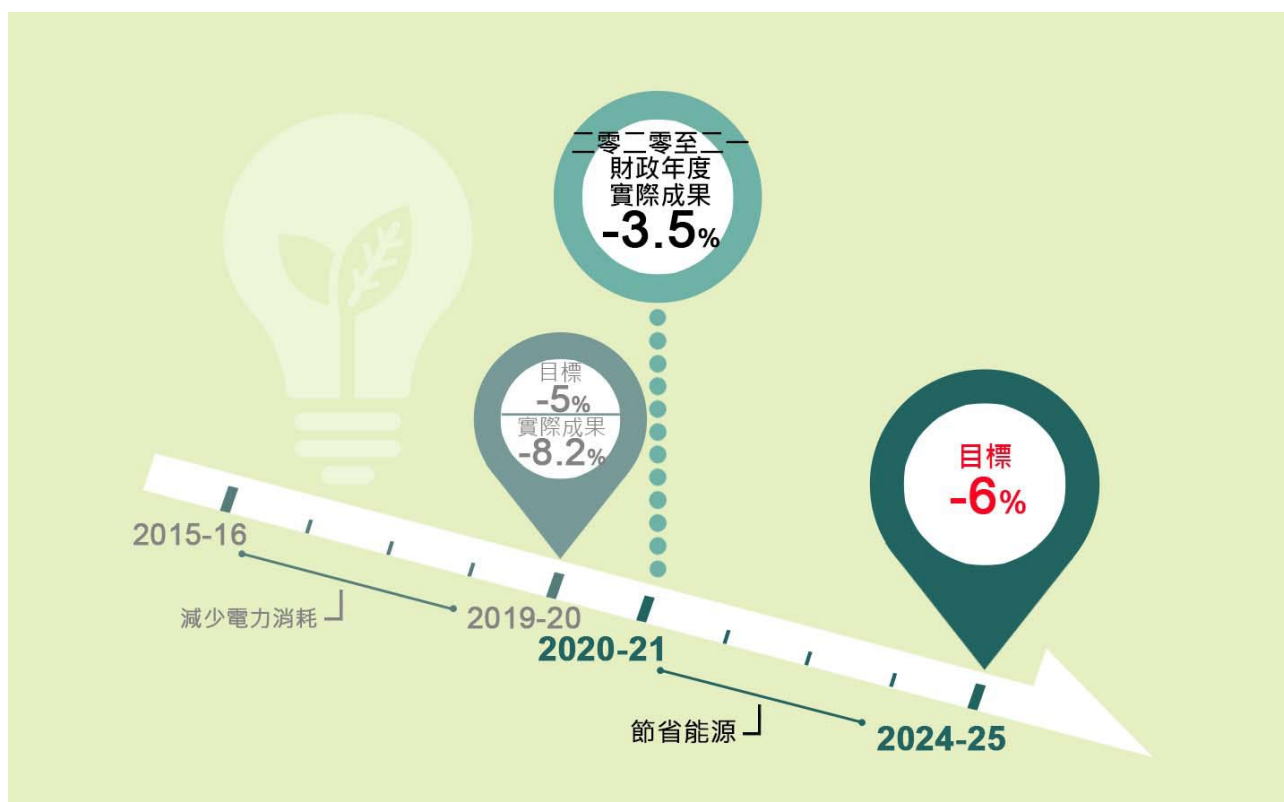 二零二零至二一
財政年度
實際成果
-3.5%
目標
-5%
實際成果
-8.2%
目標
-6%
2015-16
減少電力消耗
2019-20
2020-21
節省能源
2024-25